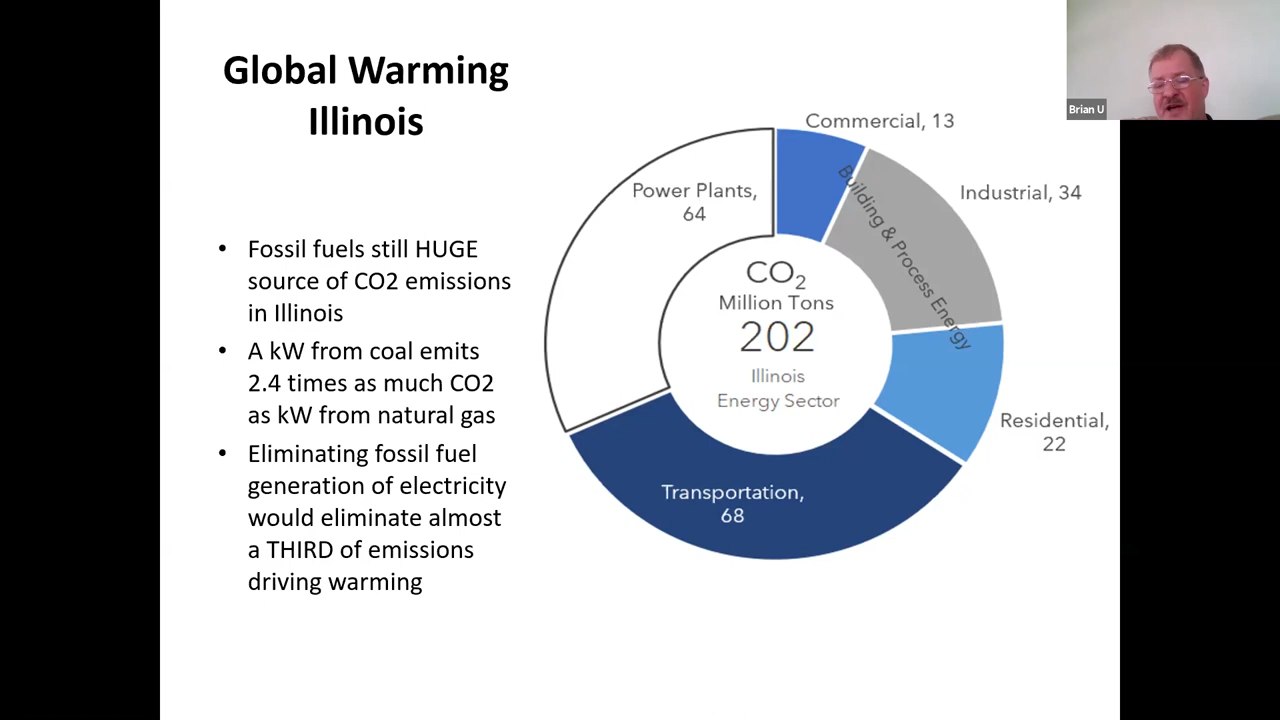 Global Warming
Illinois
• Fossil fuels still HUGE
source of CO2 emissions
in Illinois
• A kW from coal emits
2.4 times as much CO2
as kW from natural gas
• Eliminating fossil fuel
generation of electricity
would eliminate almost
a THIRD of emissions
driving warming
Commercial, 13
Power Plants,
64
Industrial, 34
Building & Process Energy
CO₂
Million Tons
202
Illinois
Energy Sector
Residential,
22
Transportation,
68
Brian U